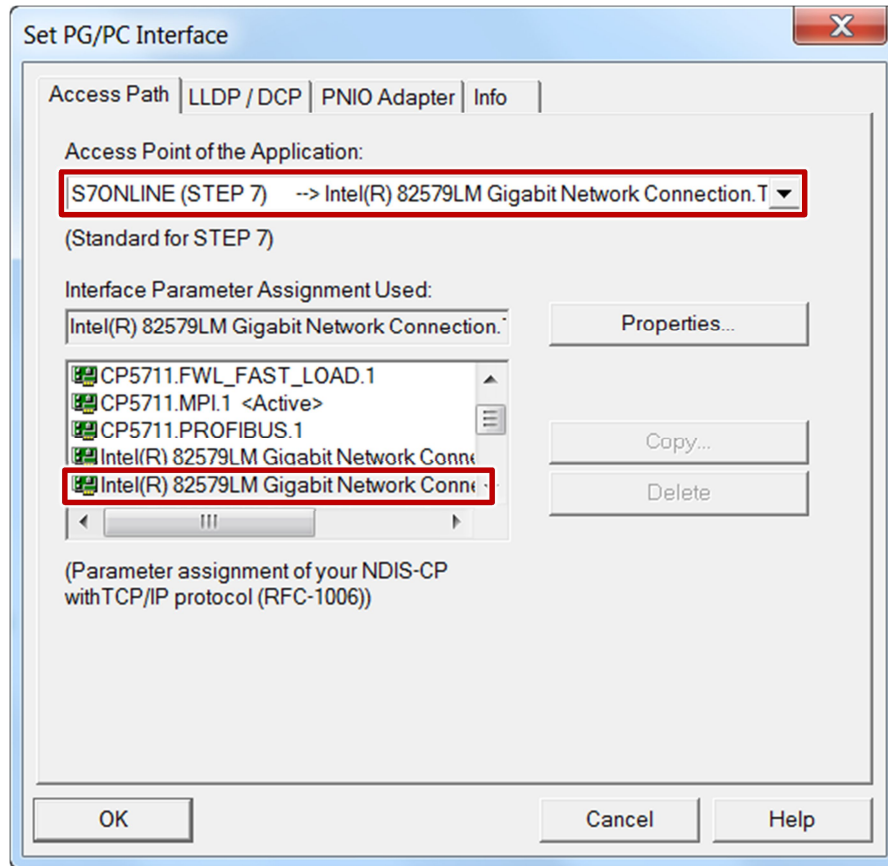 Set PG/PC Interface
Access Path LLDP / DCP PNIO Adapter Info
Access Point of the Application:
S7ONLINE (STEP 7) --> Intel(R) 82579LM Gigabit Network Connection.T
(Standard for STEP 7)
Interface Parameter Assignment Used:
Intel(R) 82579LM Gigabit Network Connection.
Properties...
CP5711.FWL_FAST_LOAD.1
CP5711.MPI.1 <Active>
CP5711.PROFIBUS.1
Intel(R) 82579LM Gigabit Network Conne
Intel(R) 82579LM Gigabit Network Conne
Copy...
Delete
(Parameter assignment of your NDIS-CP
withTCP/IP protocol (RFC-1006))
OK Cancel Help